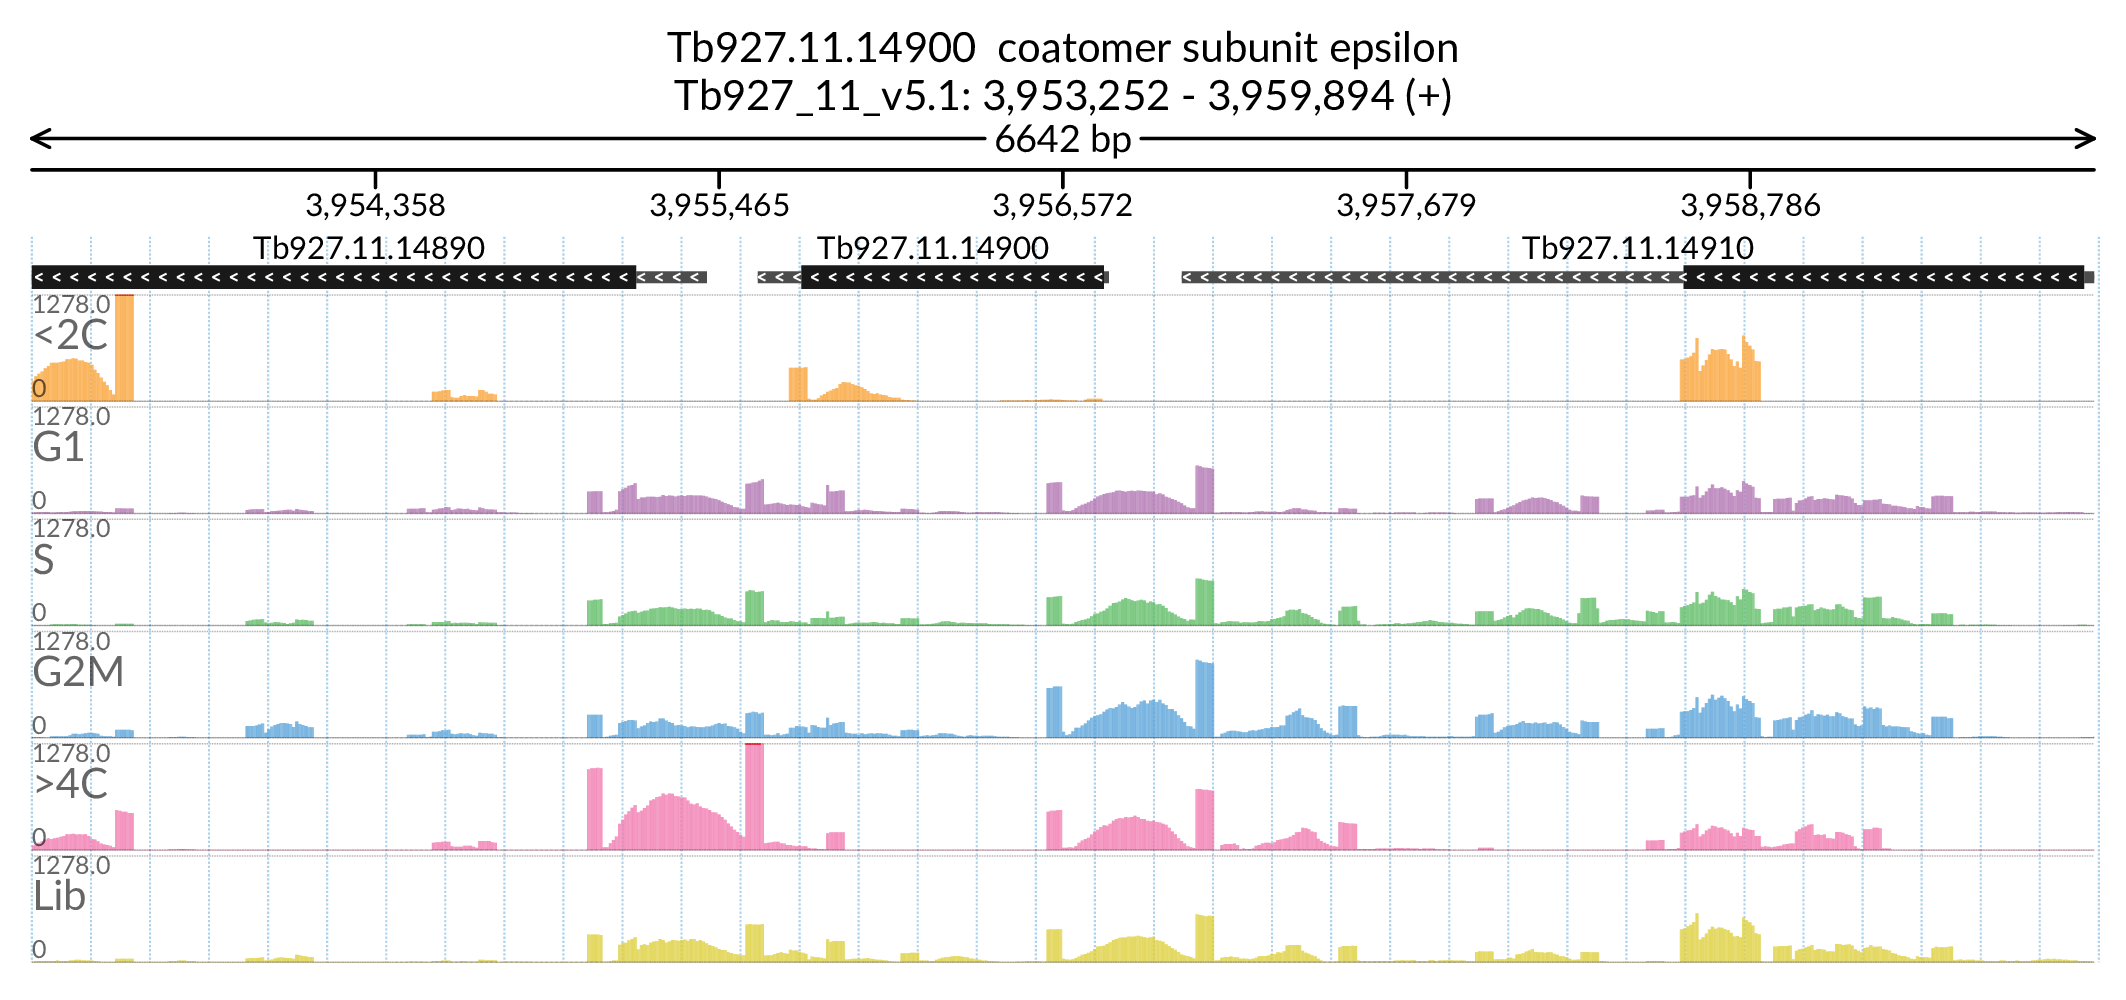 Tb927.11.14900  coatomer subunit epsilon
Tb927_11_v5.1: 3,953,252 - 3,959,894 (+)
6642 bp
3,954,358 3,955,465 3,956,572 3,957,679 3,958,786
Tb927.11.14890 Tb927.11.14900 Tb927.11.14910
1278.0
<2C
0
1278.0
G1
0
1278.0
S
0
1278.0
G2M
0
1278.0
>4C
0
1278.0
Lib
0